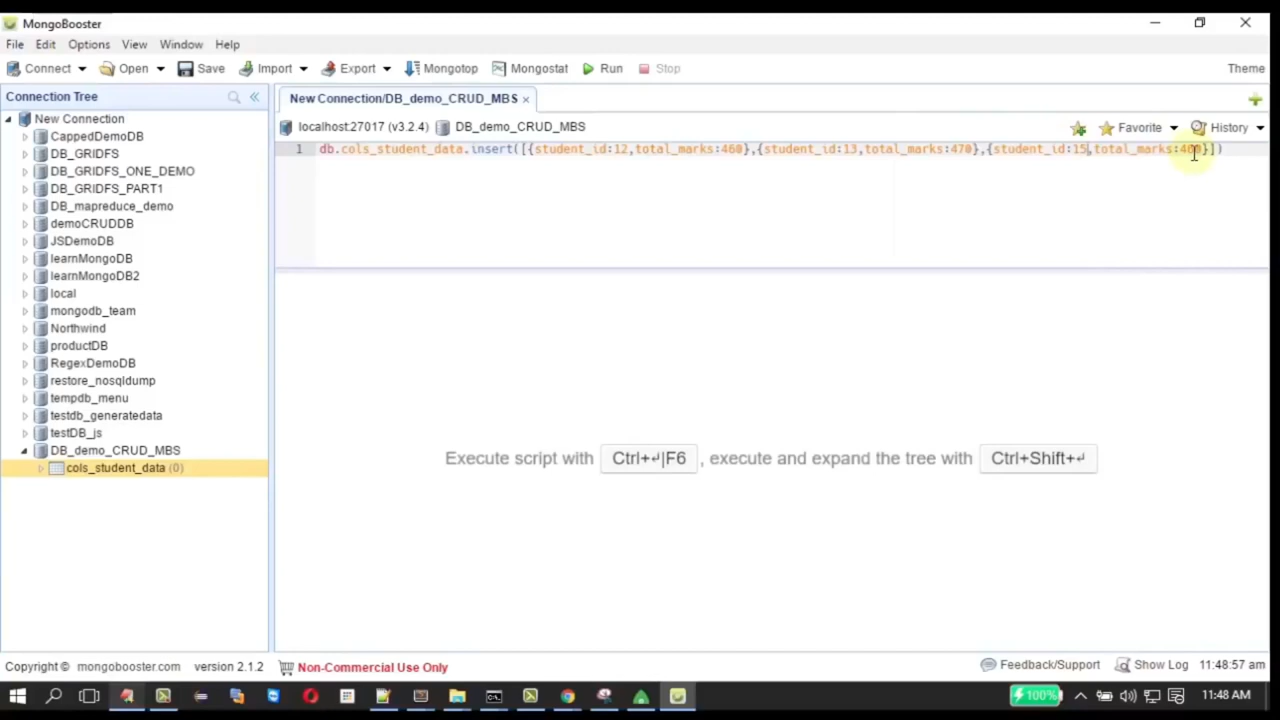 MongoBooster
File Edit Options View Window Help
Connect Open Save Import Export Mongotop Mongostat Run Stop Theme
Connection Tree
New Connection/DB_demo_CRUD_MBS ×
New Connection
localhost:27017 (v3.2.4) DB_demo_CRUD_MBS Favorite History
CappedDemoDB
1 db.cols_student_data.insert([{student_id:12,total_marks:460},{student_id:13,total_marks:470},{student_id:15,total_marks:460}])
DB_GRIDFS
DB_GRIDFS_ONE_DEMO
DB_GRIDFS_PART1
DB_mapreduce_demo
demoCRUDDB
JSDemoDB
learnMongoDB
learnMongoDB2
local
mongodb_team
Northwind
productDB
RegexDemoDB
restore_nosqldump
tempdb_menu
testdb_generatedata
testDB_js
DB_demo_CRUD_MBS
cols_student_data (0)
Execute script with Ctrl+↵|F6 , execute and expand the tree with Ctrl+Shift+↵
Copyright © mongobooster.com version 2.1.2 Non-Commercial Use Only Feedback/Support Show Log 11:48:57 am
100% 11:48 AM